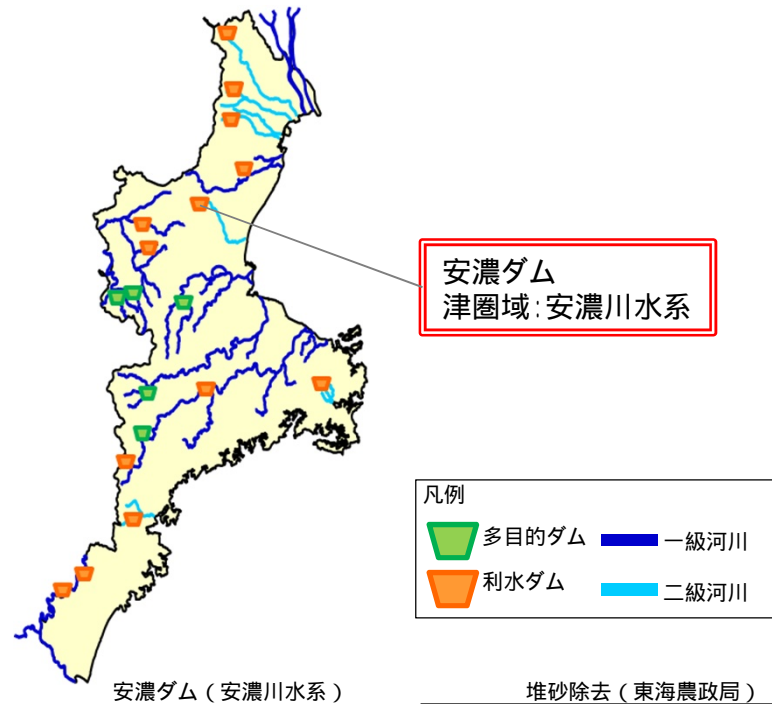 安濃ダム
津圏域:安濃川水系
凡例
多目的ダム
一級河川
利水ダム
二級河川
安濃ダム(安濃川水系)
堆砂除去(東海農政局)